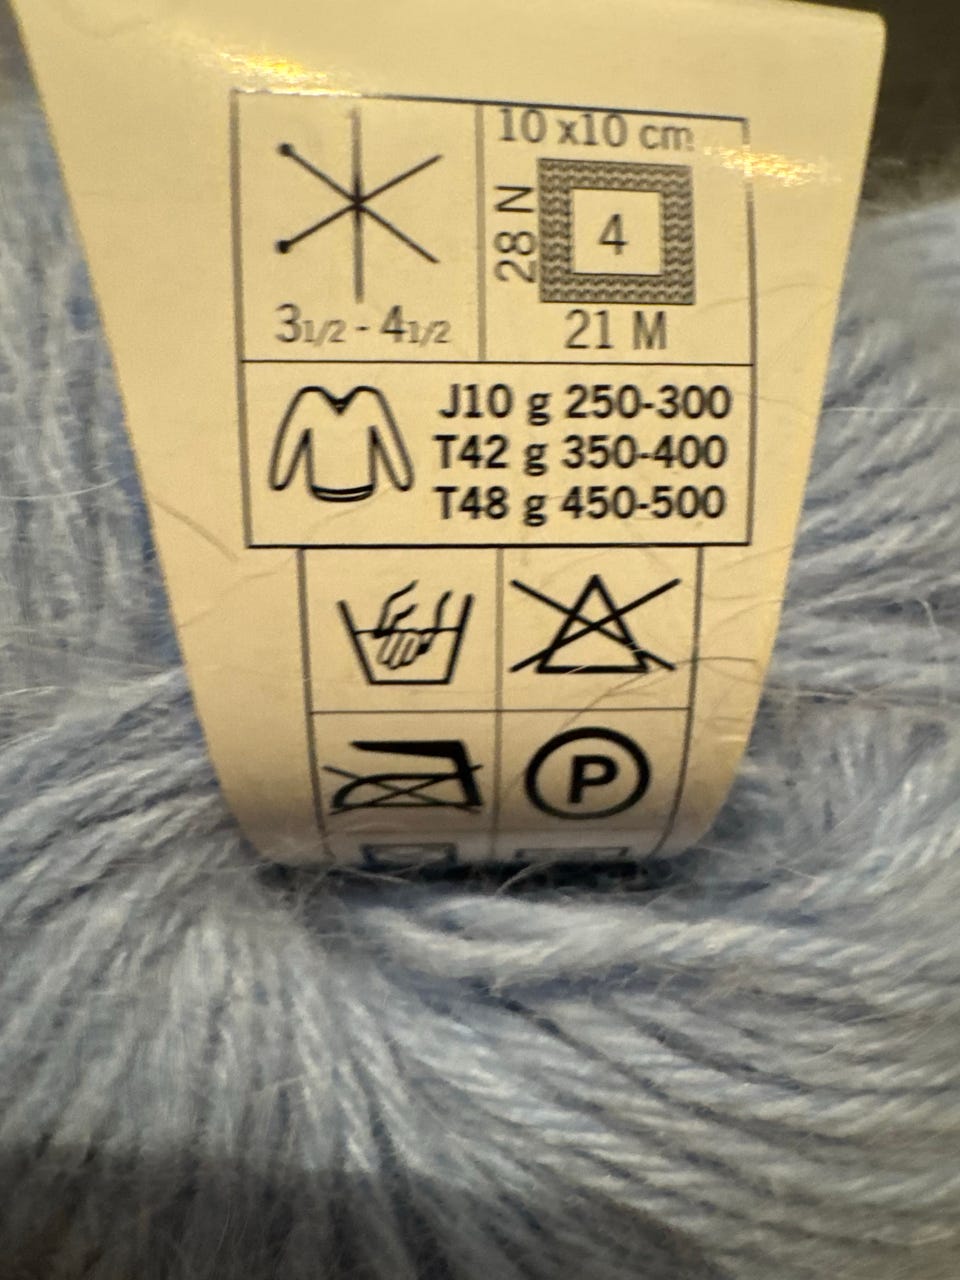 10 x10 cm
28 N
4
3 1/2 - 4 1/2
21 M
J10 g 250-300
T42 g 350-400
T48 g 450-500
P